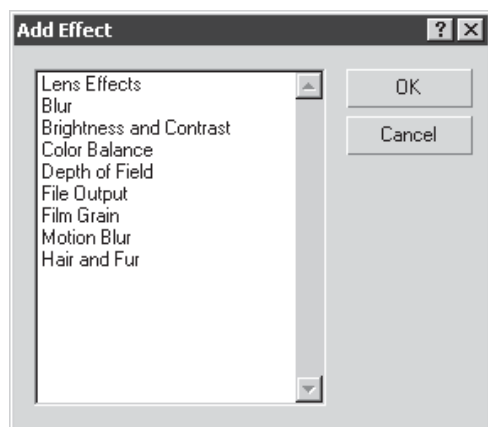 Add Effect
?
Lens Effects
Blur
Brightness and Contrast
Color Balance
Depth of Field
File Output
Film Grain
Motion Blur
Hair and Fur
OK
Cancel